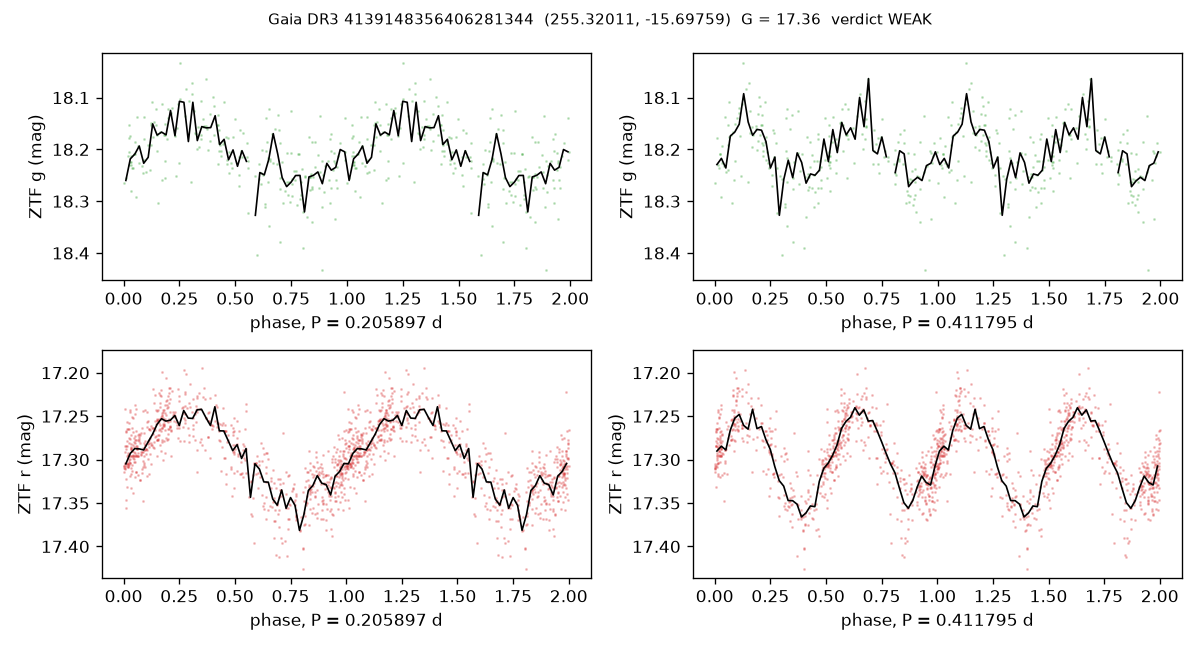 Gaia DR3 4139148356406281344  (255.32011, -15.69759)  G = 17.36  verdict WEAK
ZTF g (mag)
18.1
18.2
18.3
18.4
0.00 0.25 0.50 0.75 1.00 1.25 1.50 1.75 2.00
phase, P = 0.205897 d
ZTF g (mag)
18.1
18.2
18.3
18.4
0.00 0.25 0.50 0.75 1.00 1.25 1.50 1.75 2.00
phase, P = 0.411795 d
ZTF r (mag)
17.20
17.25
17.30
17.35
17.40
0.00 0.25 0.50 0.75 1.00 1.25 1.50 1.75 2.00
phase, P = 0.205897 d
ZTF r (mag)
17.20
17.25
17.30
17.35
17.40
0.00 0.25 0.50 0.75 1.00 1.25 1.50 1.75 2.00
phase, P = 0.411795 d